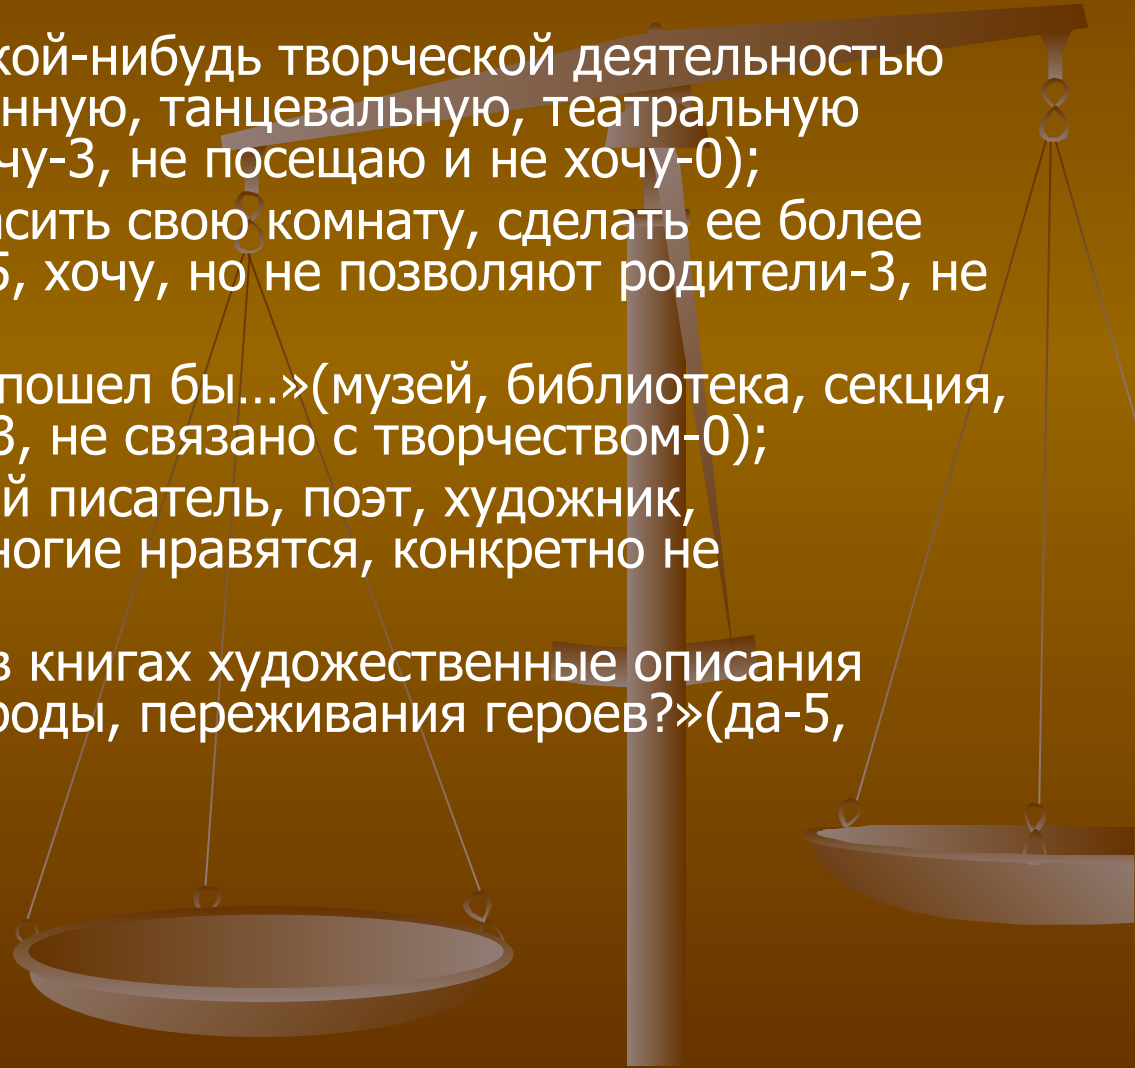 кой-нибудь творческой деятельностью
нную, танцевальную, театральную
чу-3, не посещаю и не хочу-0);
сить свою комнату, сделать ее более
5, хочу, но не позволяют родители-3, не
пошел бы...»(музей, библиотека, секция,
3, не связано с творчеством-0);
й писатель, поэт, художник,
ногие нравятся, конкретно не
в книгах художественные описания
роды, переживания героев?»(да-5,